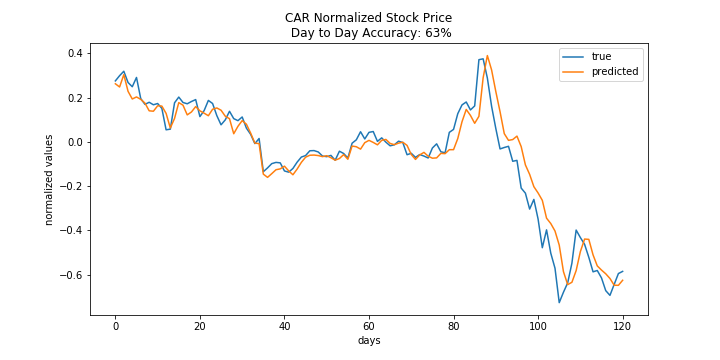 CAR Normalized Stock Price
Day to Day Accuracy: 63%
true
predicted
normalized values
0.4
0.2
0.0
−0.2
−0.4
−0.6
0
20
40
60
80
100
120
days